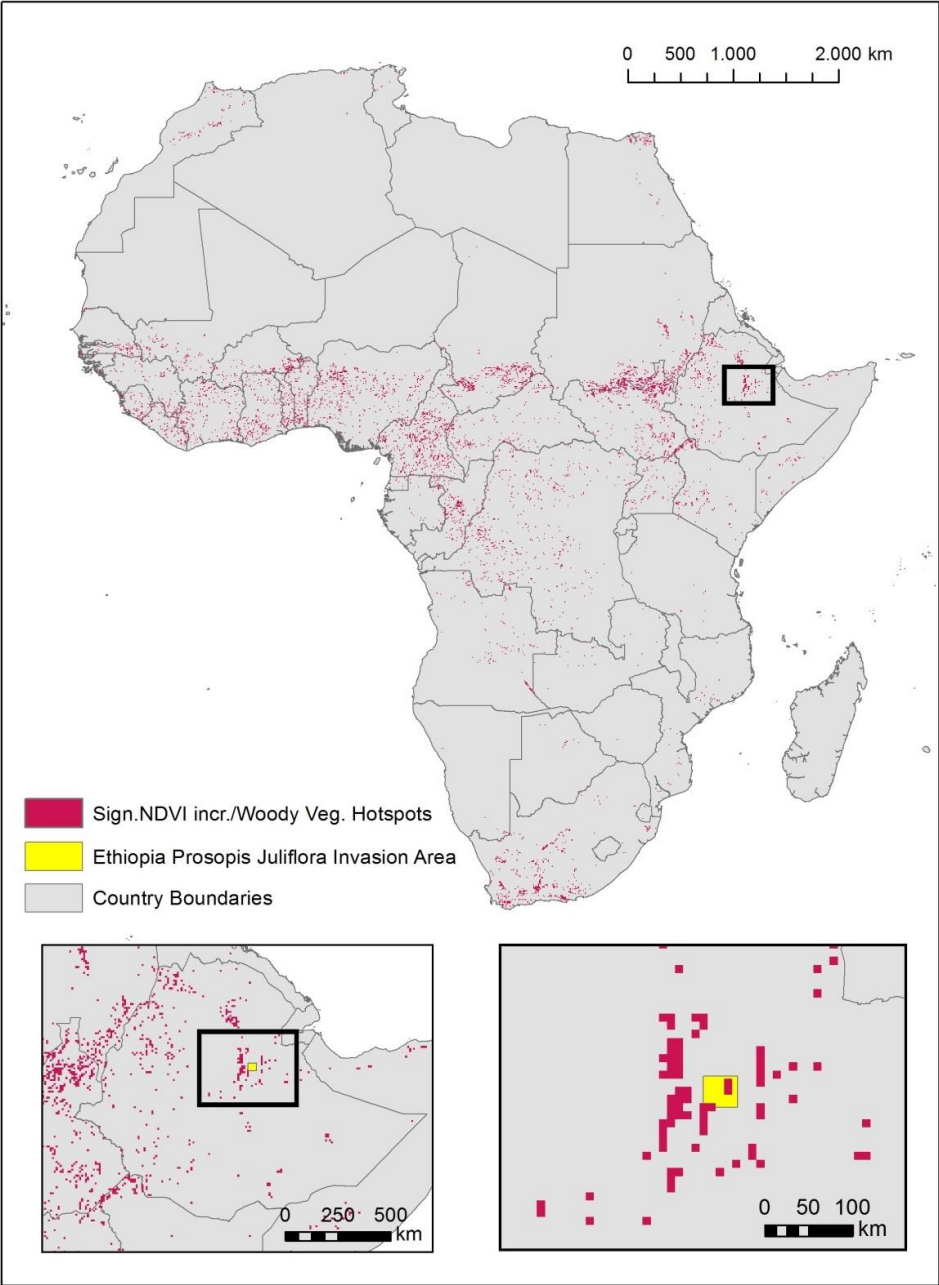 0 500 1.000 2.000 km
Sign.NDVI incr./Woody Veg. Hotspots
Ethiopia Prosopis Juliflora Invasion Area
Country Boundaries
0 250 500
km
0 50 100
km